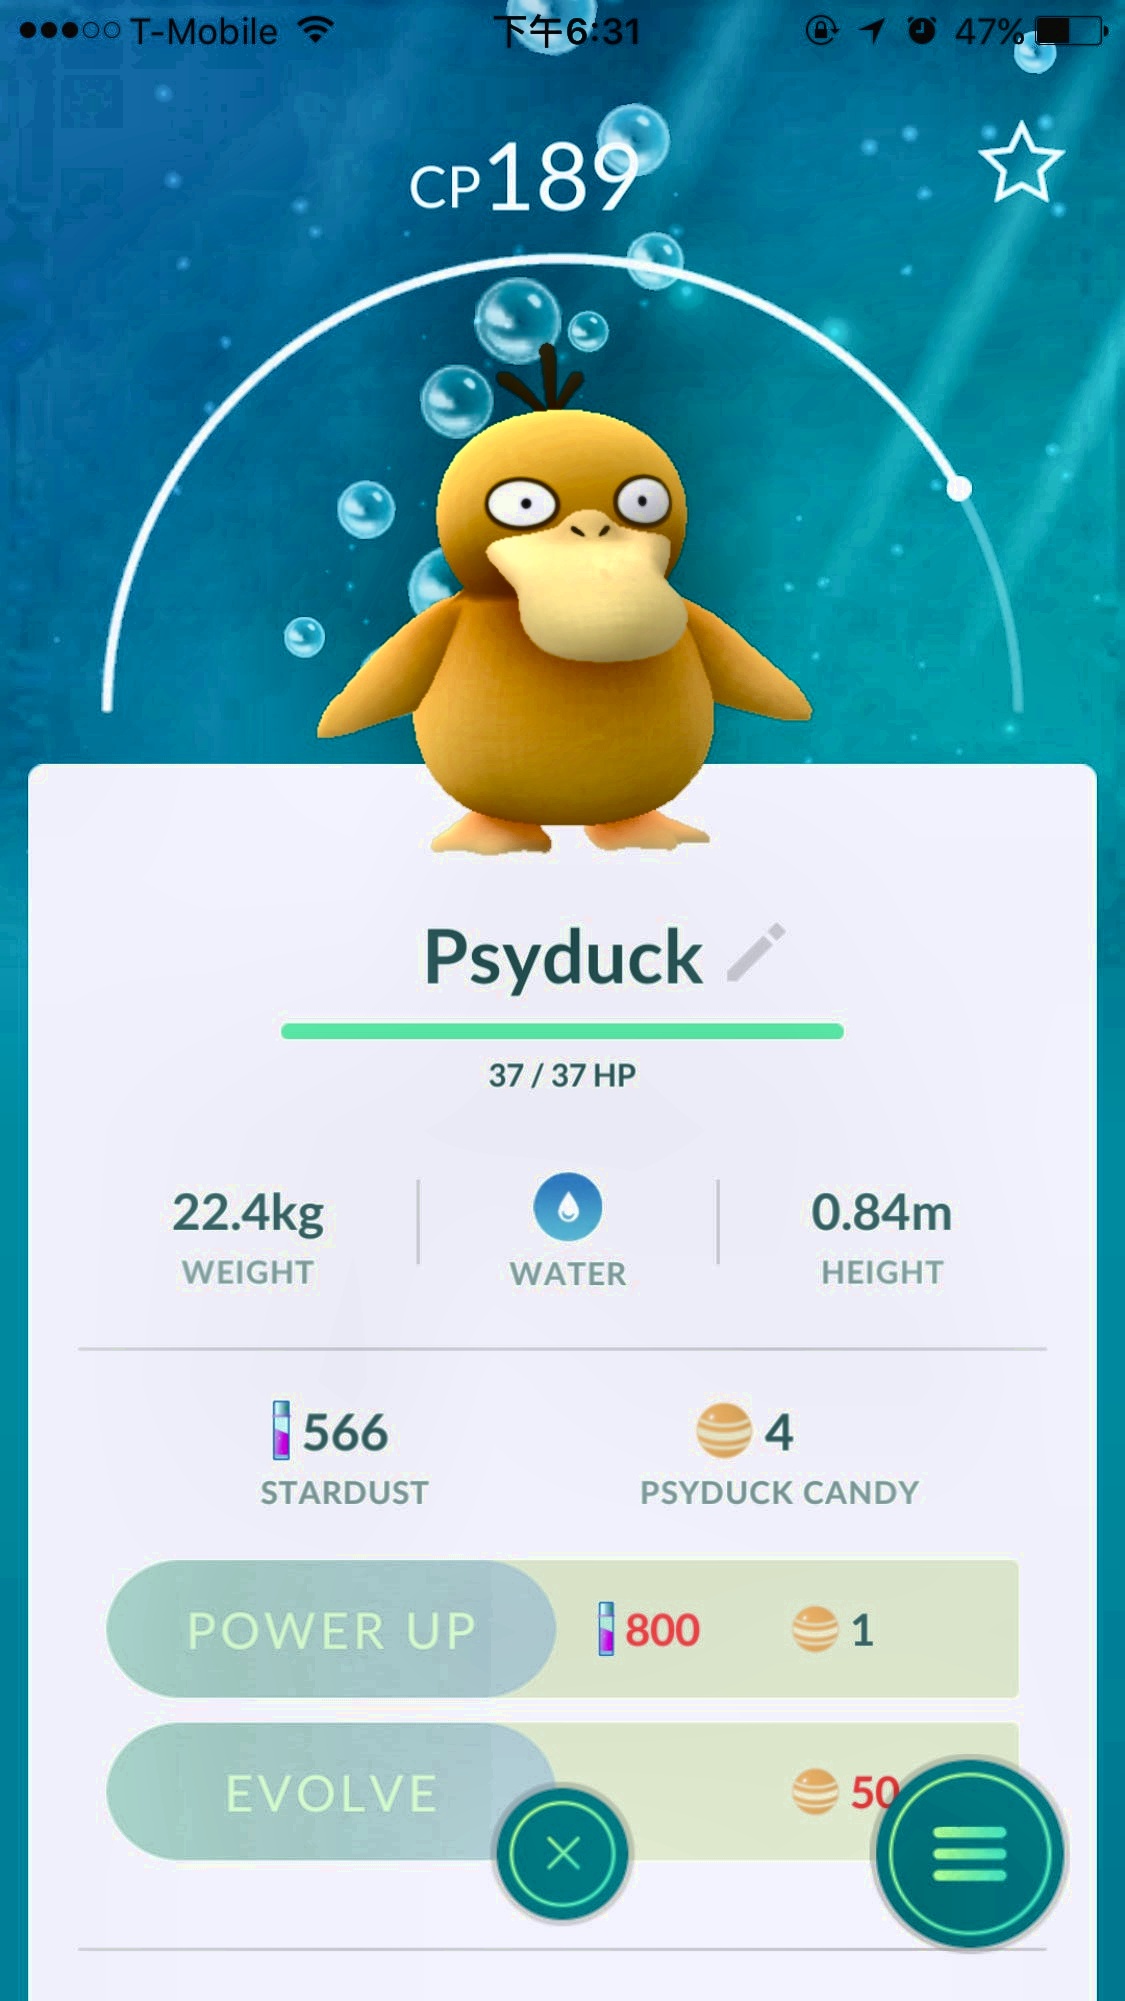 T-Mobile 下午6:31 47%
CP189
Psyduck
37 / 37 HP
22.4kg WATER 0.84m
WEIGHT HEIGHT
566 4
STARDUST PSYDUCK CANDY
POWER UP 800 1
EVOLVE 50